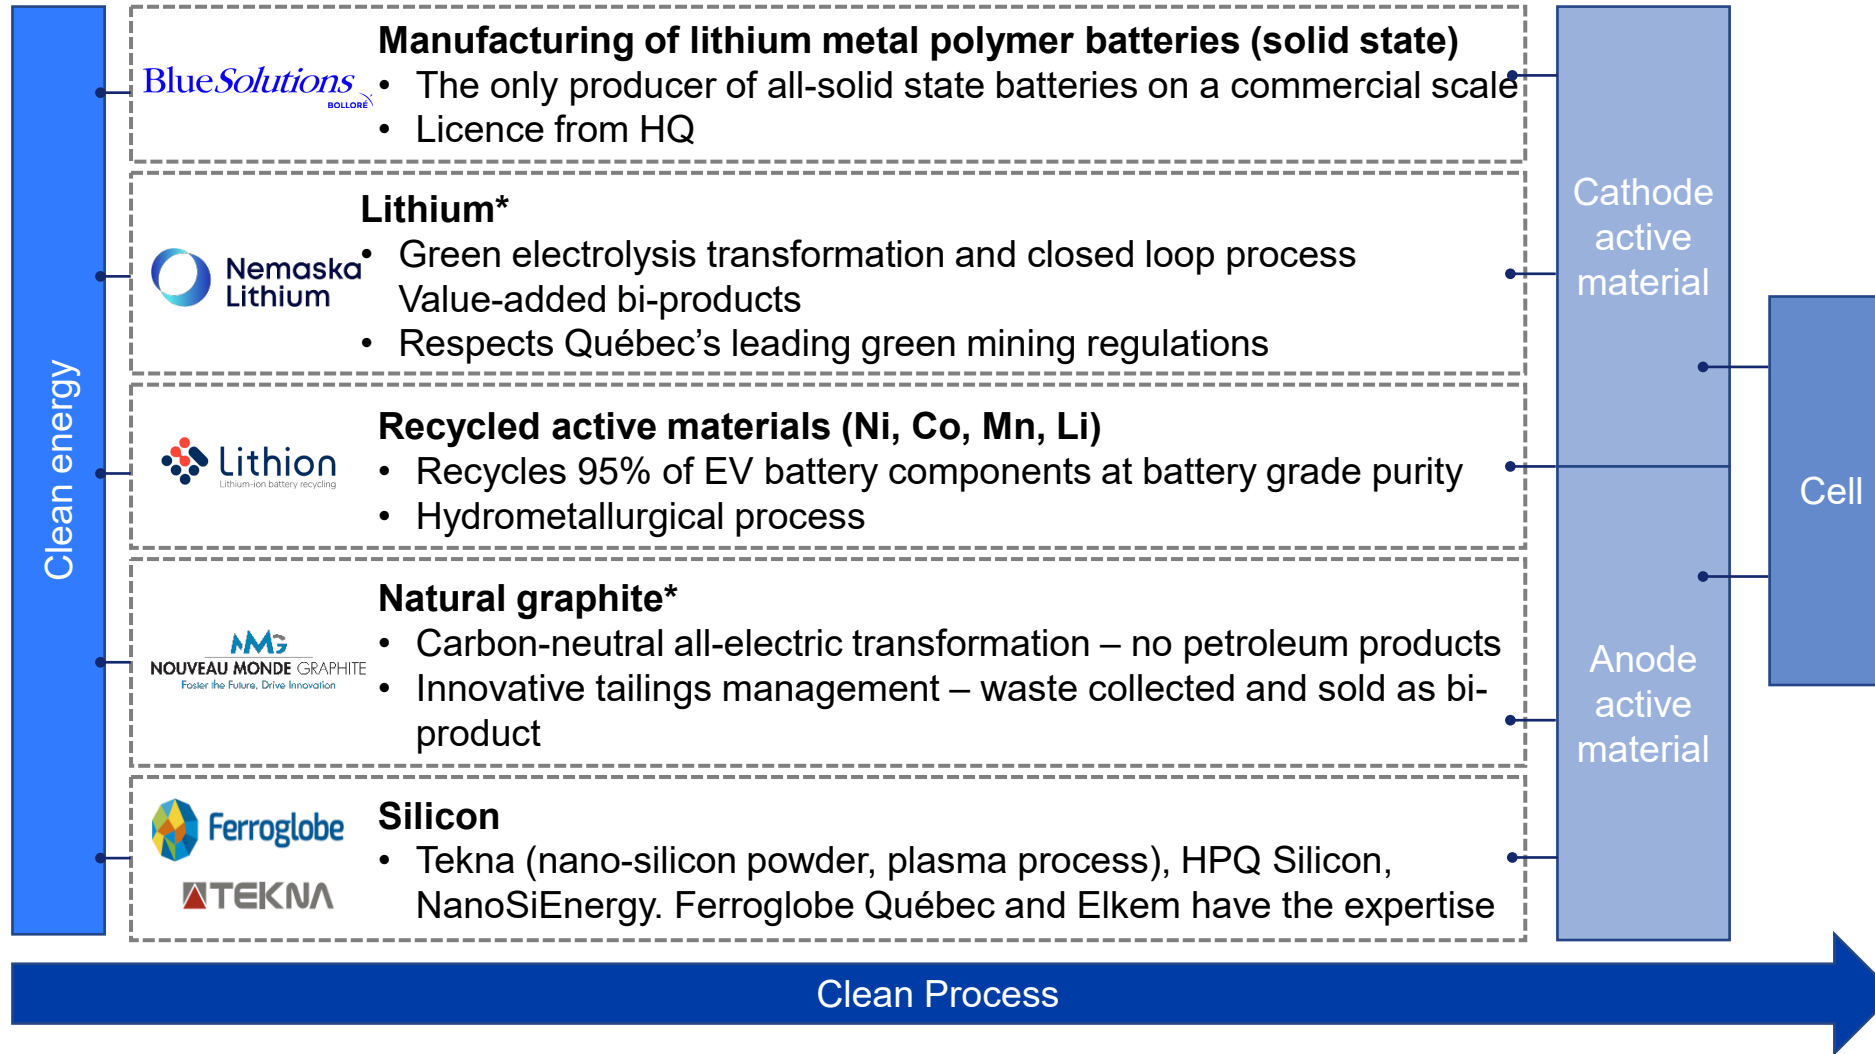 Clean energy
BlueSolutions
BOLLORÉ
Manufacturing of lithium metal polymer batteries (solid state)
• The only producer of all-solid state batteries on a commercial scale
• Licence from HQ
Nemaska
Lithium
Lithium*
• Green electrolysis transformation and closed loop process
Value-added bi-products
• Respects Québec’s leading green mining regulations
Lithion
Lithium-ion battery recycling
Recycled active materials (Ni, Co, Mn, Li)
• Recycles 95% of EV battery components at battery grade purity
• Hydrometallurgical process
NMG
NOUVEAU MONDE GRAPHITE
Foster the Future, Drive Innovation
Natural graphite*
• Carbon-neutral all-electric transformation – no petroleum products
• Innovative tailings management – waste collected and sold as bi-
product
Ferroglobe
TEKNA
Silicon
• Tekna (nano-silicon powder, plasma process), HPQ Silicon,
NanoSiEnergy. Ferroglobe Québec and Elkem have the expertise
Cathode
active
material
Anode
active
material
Cell
Clean Process